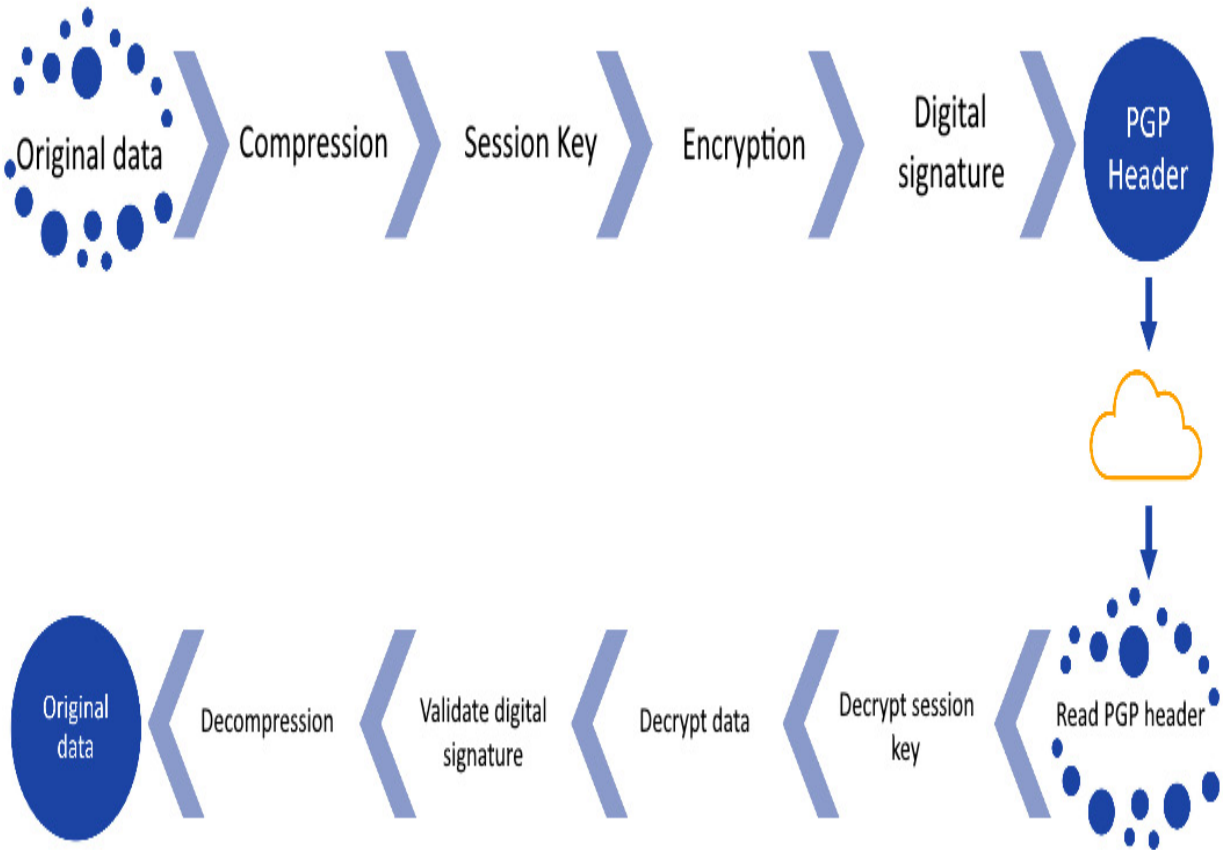 Original data
Compression
Session Key
Encryption
Digital
signature
PGP
Header
Read PGP header
Decrypt session
key
Decrypt data
Validate digital
signature
Decompression
Original
data